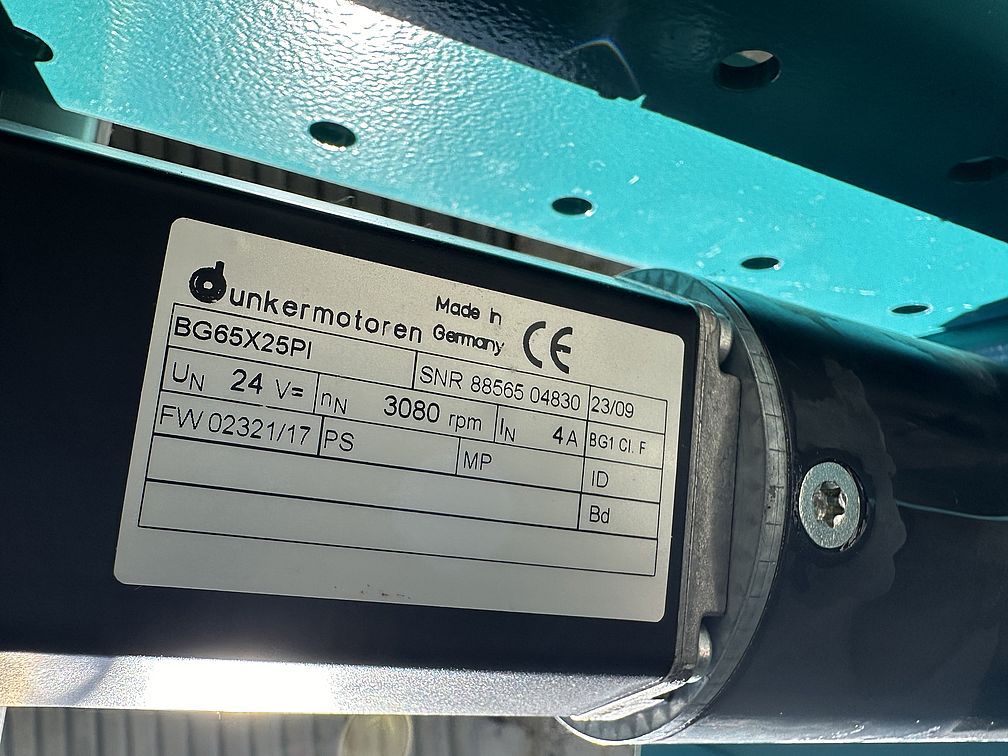 dunkermotoren Made in Germany CE
BG65X25PI SNR 88565 04830 23/09
UN 24 V= nN 3080 rpm IN 4 A BG1 Cl. F
FW 02321/17 PS MP ID
Bd